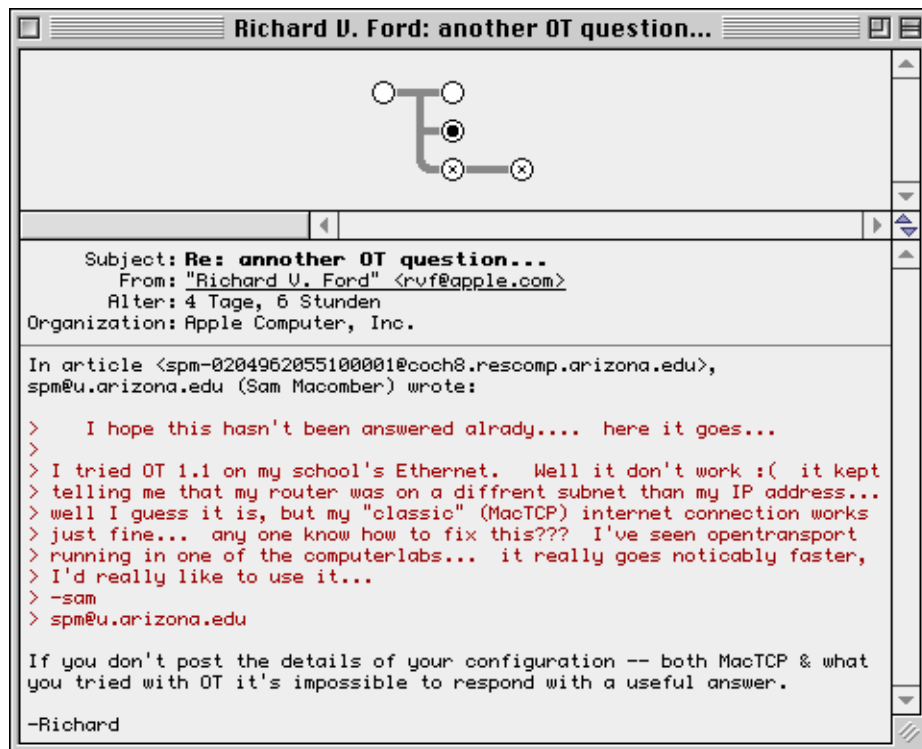 Richard V. Ford: another OT question...
Subject: Re: annother OT question...
From: "Richard V. Ford" <rvf@apple.com>
Alter: 4 Tage, 6 Stunden
Organization: Apple Computer, Inc.
In article <spm-0204962055100001@coch8.rescomp.arizona.edu>,
spm@u.arizona.edu (Sam Macomber) wrote:
>    I hope this hasn't been answered alrady....  here it goes...
>
> I tried OT 1.1 on my school's Ethernet.  Well it don't work :(  it kept
> telling me that my router was on a diffrent subnet than my IP address...
> well I guess it is, but my "classic" (MacTCP) internet connection works
> just fine...  any one know how to fix this???  I've seen opentransport
> running in one of the computerlabs...  it really goes noticably faster,
> I'd really like to use it...
> -sam
> spm@u.arizona.edu
If you don't post the details of your configuration -- both MacTCP & what
you tried with OT it's impossible to respond with a useful answer.
-Richard